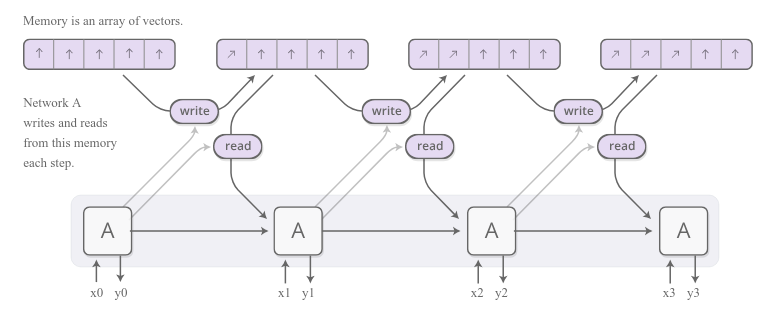 Memory is an array of vectors.
Network A
writes and reads
from this memory
each step.
write
write
write
read
read
read
A
A
A
A
x0 y0
x1 y1
x2 y2
x3 y3